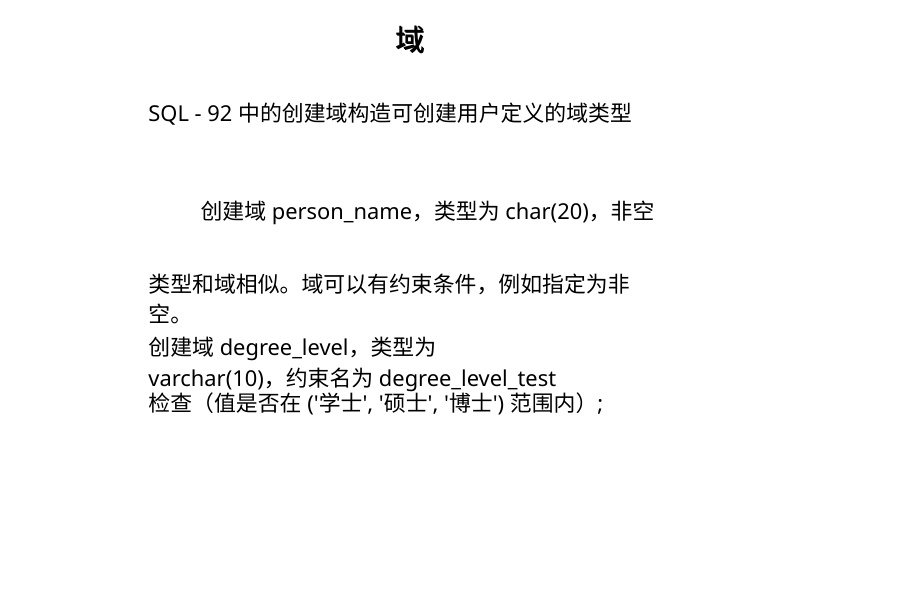 域
SQL - 92 中的创建域构造可创建用户定义的域类型
创建域 person_name，类型为 char(20)，非空
类型和域相似。域可以有约束条件，例如指定为非
空。
创建域 degree_level，类型为
varchar(10)，约束名为 degree_level_test
检查（值是否在 ('学士', '硕士', '博士') 范围内）;